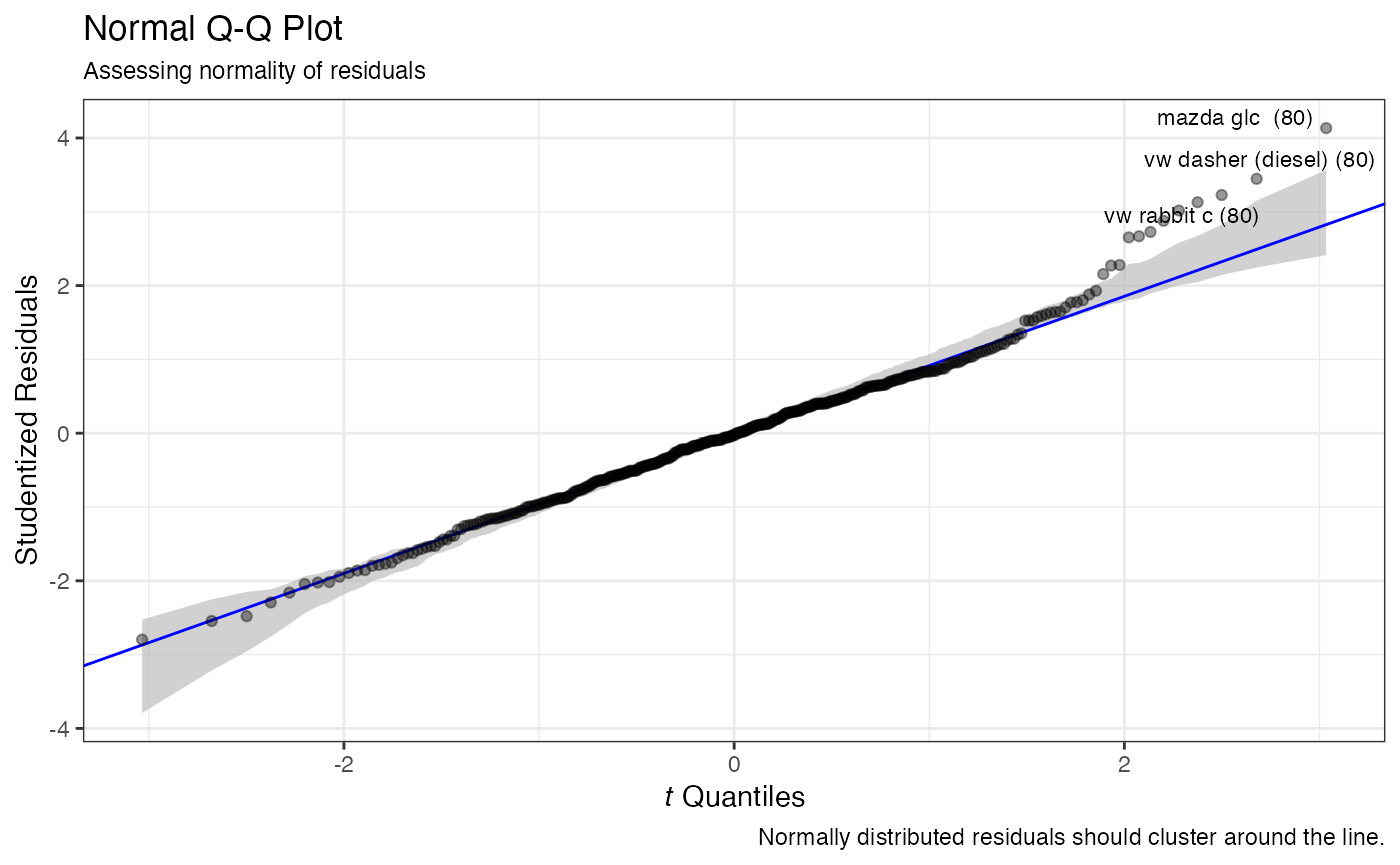 Normal Q-Q Plot
Assessing normality of residuals
mazda glc  (80)
vw dasher (diesel) (80)
vw rabbit c (80)
4
2
0
-2
-4
Studentized Residuals
-2
0
2
t Quantiles
Normally distributed residuals should cluster around the line.